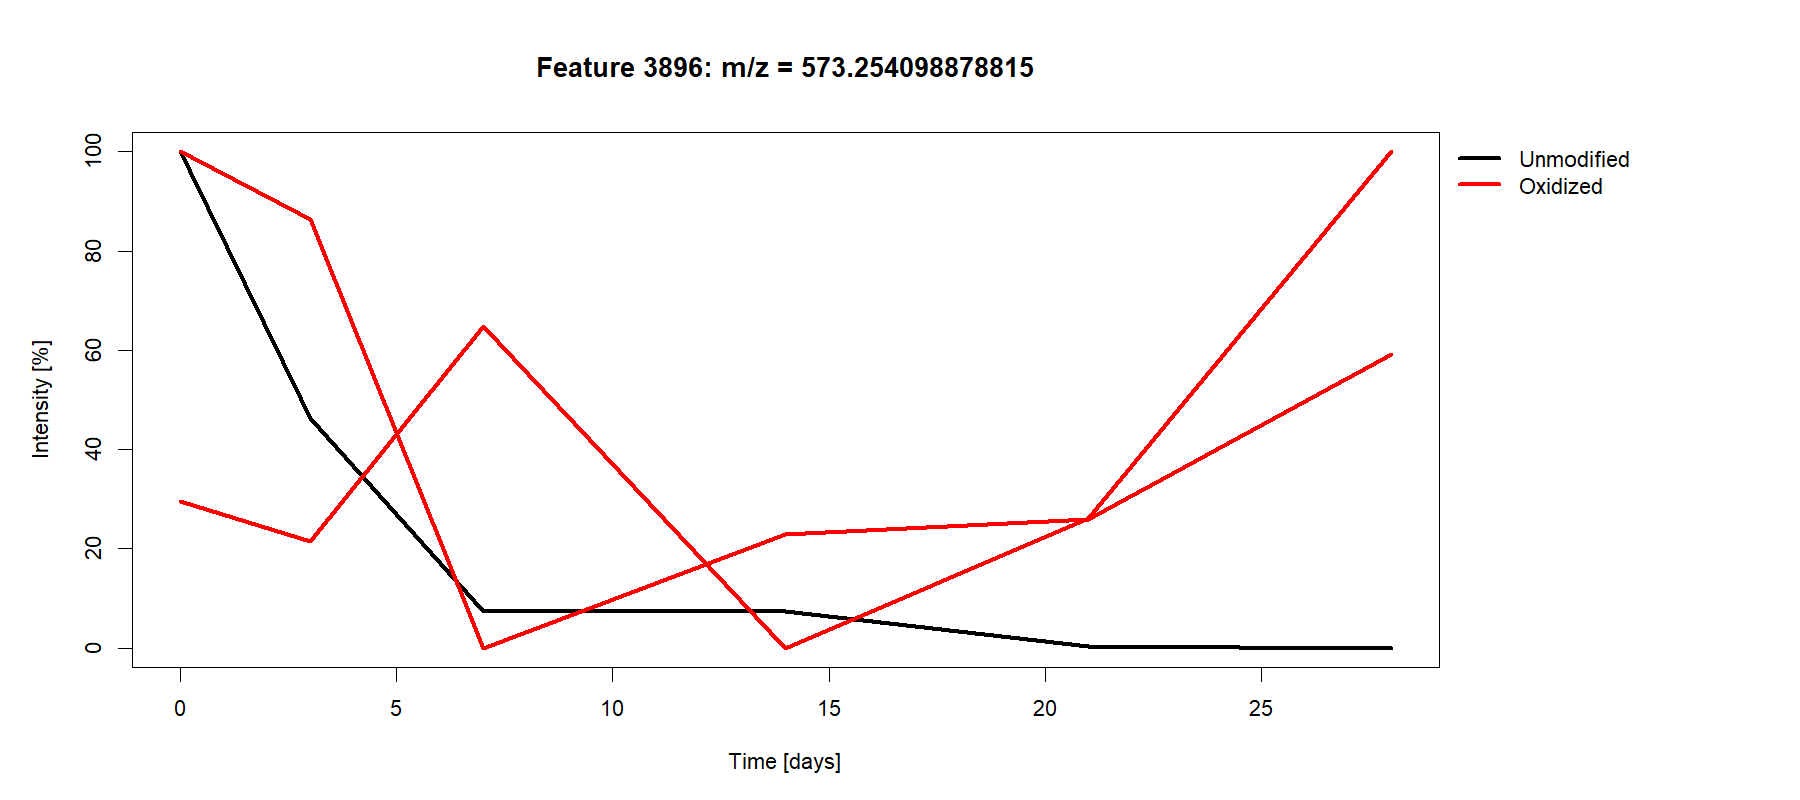 Feature 3896: m/z = 573.254098878815
Unmodified
Oxidized
Intensity [%]
100
80
60
40
20
0
0 5 10 15 20 25
Time [days]